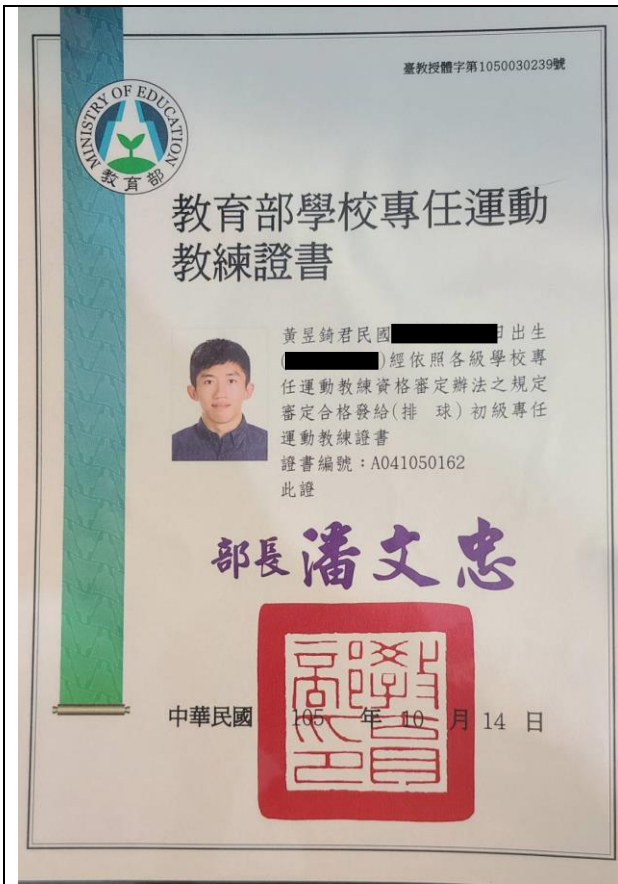 臺教授體字第1050030239號
MINISTRY OF EDUCATION
教育部
教育部學校專任運動
教練證書
黃昱錡君民國日出生
()經依照各級學校專
任運動教練資格審定辦法之規定
審定合格發給(排 球)初級專任
運動教練證書
證書編號：A041050162
此證
部長潘文忠
教育部印
中華民國 105 年 10 月 14 日